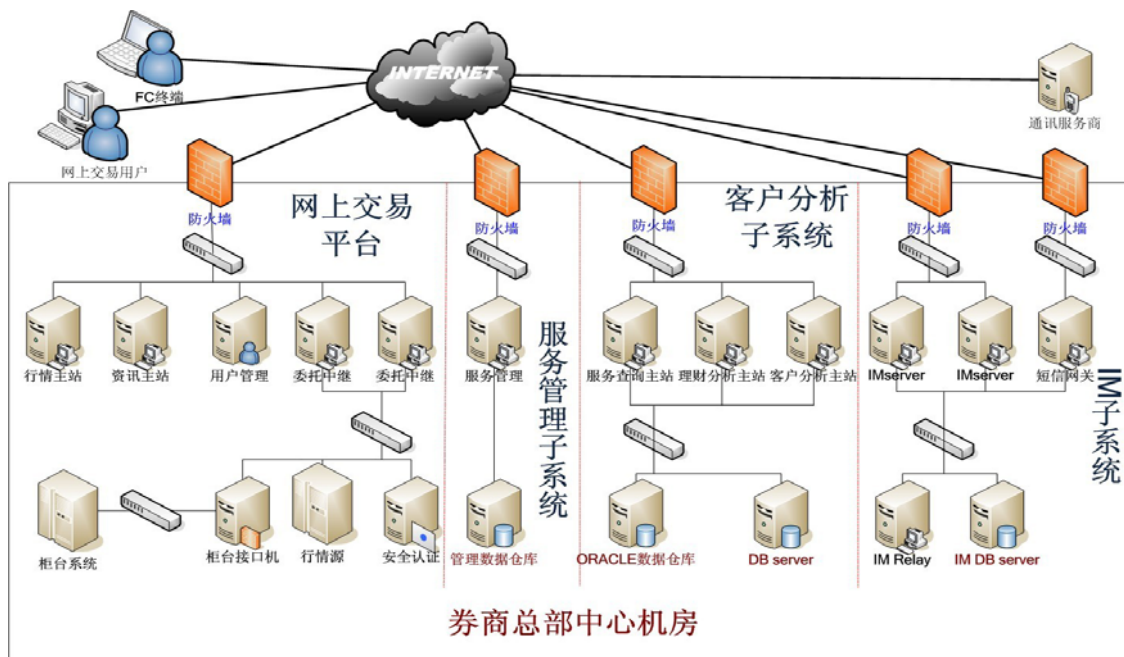 INTERNET
FC终端
网上交易用户
通讯服务商
网上交易
平台
客户分析
子系统
防火墙
防火墙
防火墙
防火墙
防火墙
服务管理子系统
IM子系统
行情主站
资讯主站
用户管理
委托中继
委托中继
服务管理
服务查询主站
理财分析主站
客户分析主站
IMserver
IMserver
短信网关
柜台系统
柜台接口机
行情源
安全认证
管理数据仓库
ORACLE数据仓库
DB server
IM Relay
IM DB server
券商总部中心机房